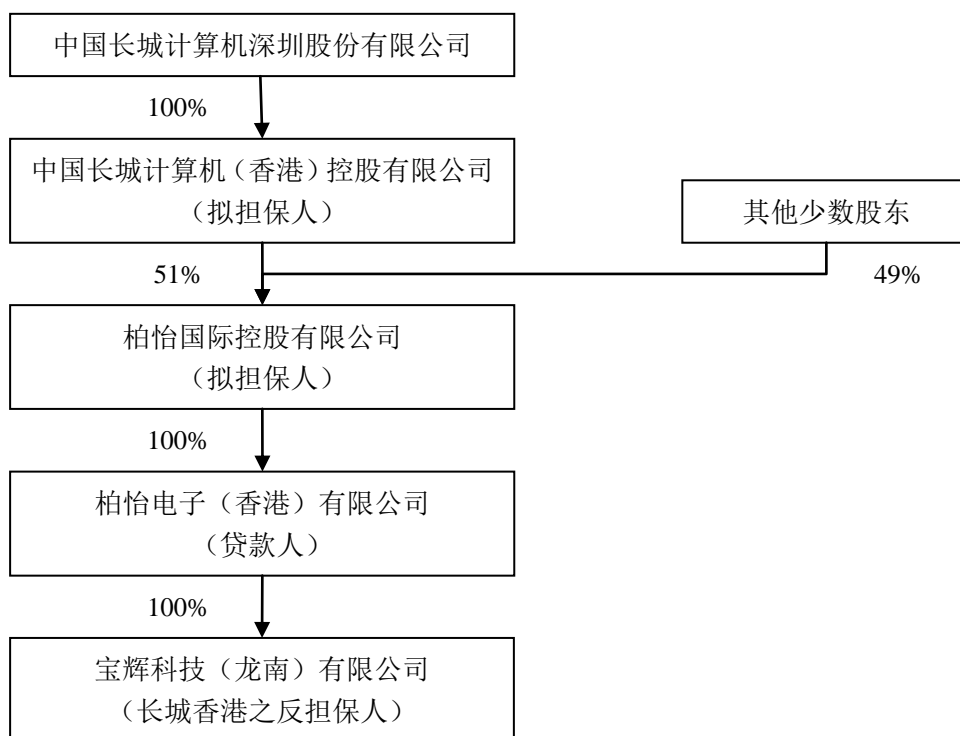 中国长城计算机深圳股份有限公司
100%
中国长城计算机（香港）控股有限公司
（拟担保人）
其他少数股东
51%
49%
柏怡国际控股有限公司
（拟担保人）
100%
柏怡电子（香港）有限公司
（贷款人）
100%
宝辉科技（龙南）有限公司
（长城香港之反担保人）